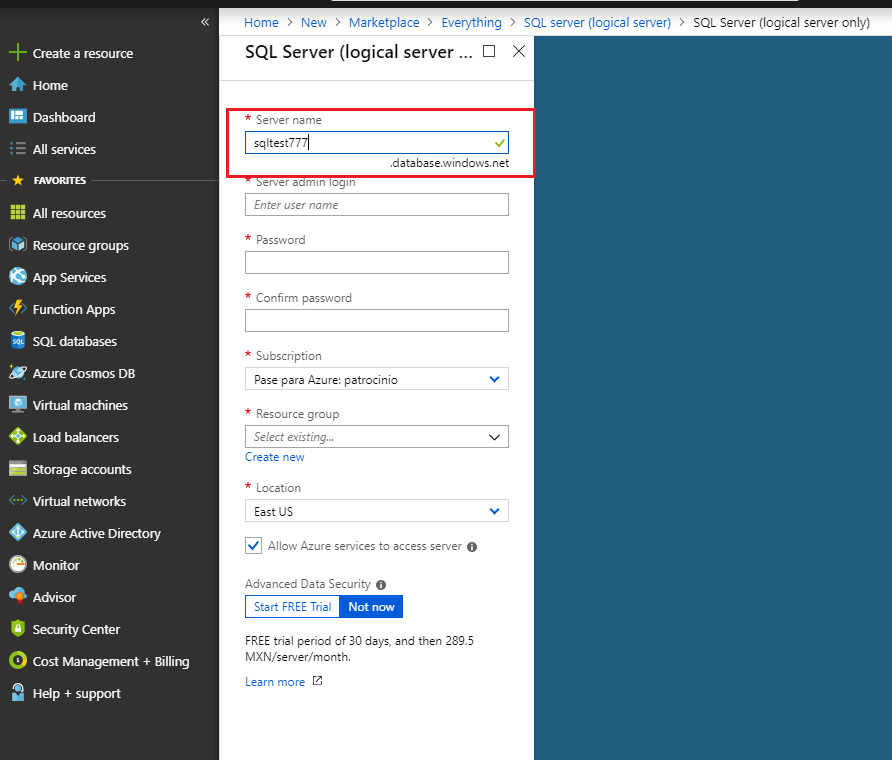 «
Home > New > Marketplace > Everything > SQL server (logical server) > SQL Server (logical server only)
Create a resource
Home
Dashboard
All services
FAVORITES
All resources
Resource groups
App Services
Function Apps
SQL databases
Azure Cosmos DB
Virtual machines
Load balancers
Storage accounts
Virtual networks
Azure Active Directory
Monitor
Advisor
Security Center
Cost Management + Billing
Help + support
SQL Server (logical server ...
* Server name
sqltest777
.database.windows.net
* Server admin login
Enter user name
* Password
* Confirm password
* Subscription
Pase para Azure: patrocinio
* Resource group
Select existing...
Create new
* Location
East US
Allow Azure services to access server
Advanced Data Security
Start FREE Trial Not now
FREE trial period of 30 days, and then 289.5
MXN/server/month.
Learn more